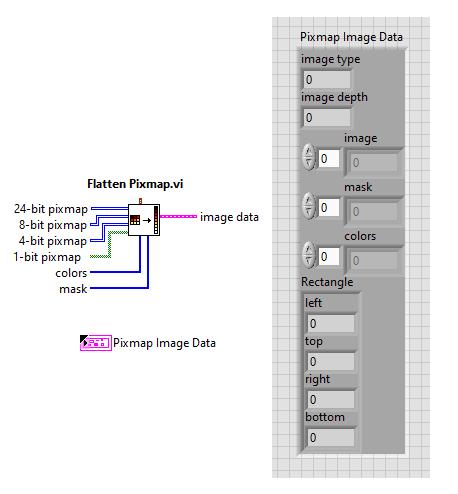 Flatten Pixmap.vi
24-bit pixmap
8-bit pixmap
4-bit pixmap
1-bit pixmap
colors
mask
image data
Pixmap Image Data
Pixmap Image Data
image type
0
image depth
0
image
0 0
mask
0 0
colors
0 0
Rectangle
left
0
top
0
right
0
bottom
0